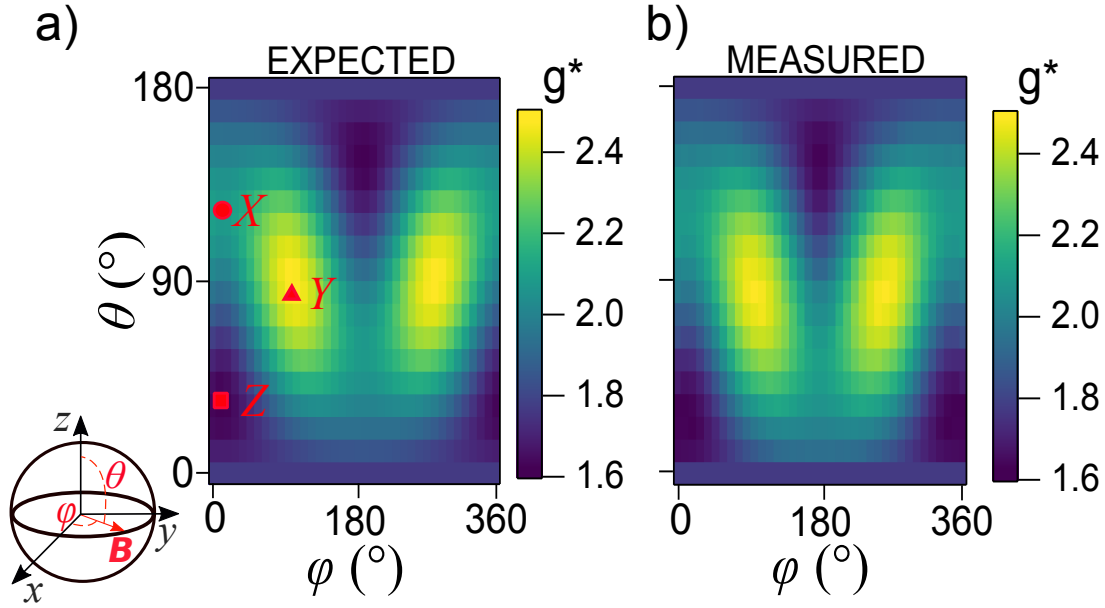 a)
EXPECTED
g*
180
90
0
θ (°)
X
Y
Z
2.4
2.2
2.0
1.8
1.6
0
180
360
φ (°)
z
θ
φ
B
y
x
b)
MEASURED
g*
2.4
2.2
2.0
1.8
1.6
0
180
360
φ (°)